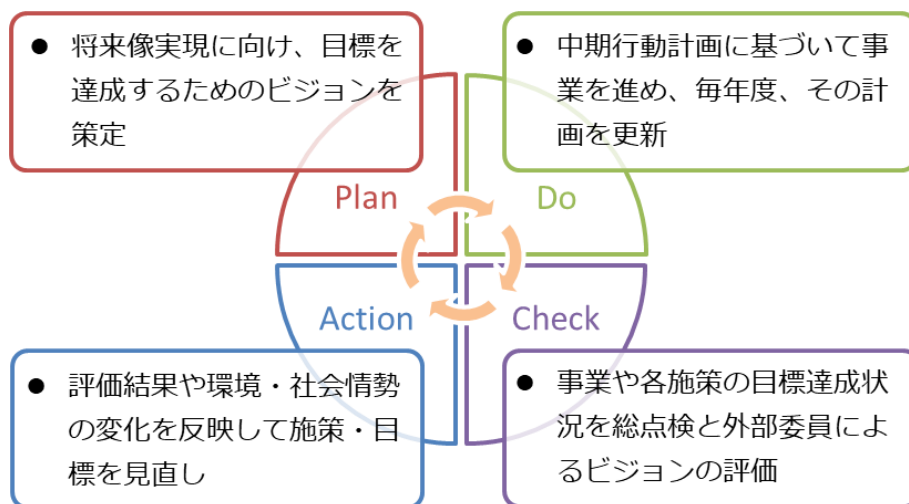 ● 将来像実現に向け、目標を
達成するためのビジョンを
策定
● 中期行動計画に基づいて事
業を進め、毎年度、その計
画を更新
Plan
Do
Action
Check
● 評価結果や環境・社会情勢
の変化を反映して施策・目
標を見直し
● 事業や各施策の目標達成状
況を総点検と外部委員によ
るビジョンの評価